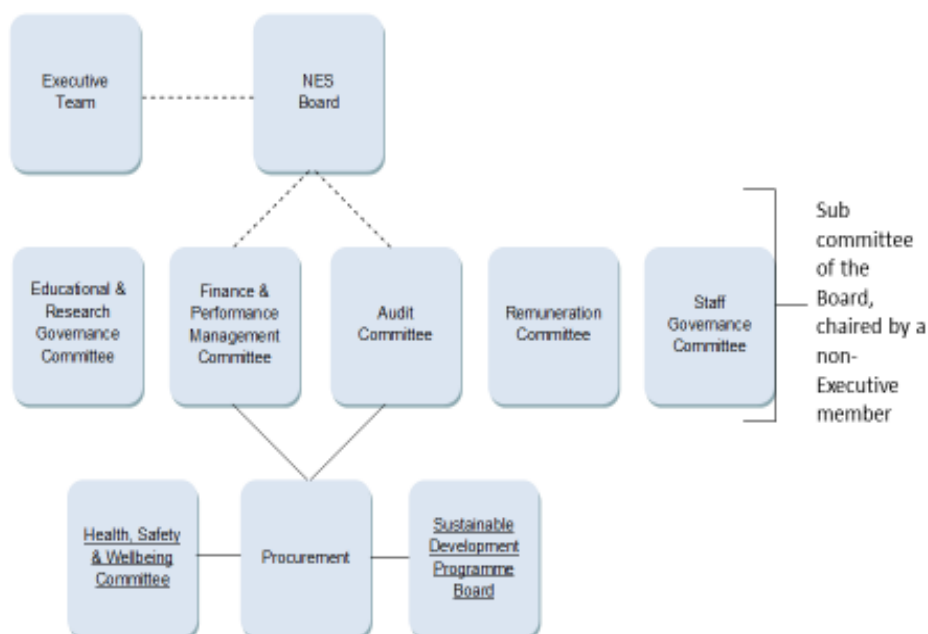 Executive
Team
NES
Board
Educational &
Research
Governance
Committee
Finance &
Performance
Management
Committee
Audit
Committee
Remuneration
Committee
Staff
Governance
Committee
Sub
committee
of the
Board,
chaired by a
non-
Executive
member
Health, Safety
& Wellbeing
Committee
Procurement
Sustainable
Development
Programme
Board